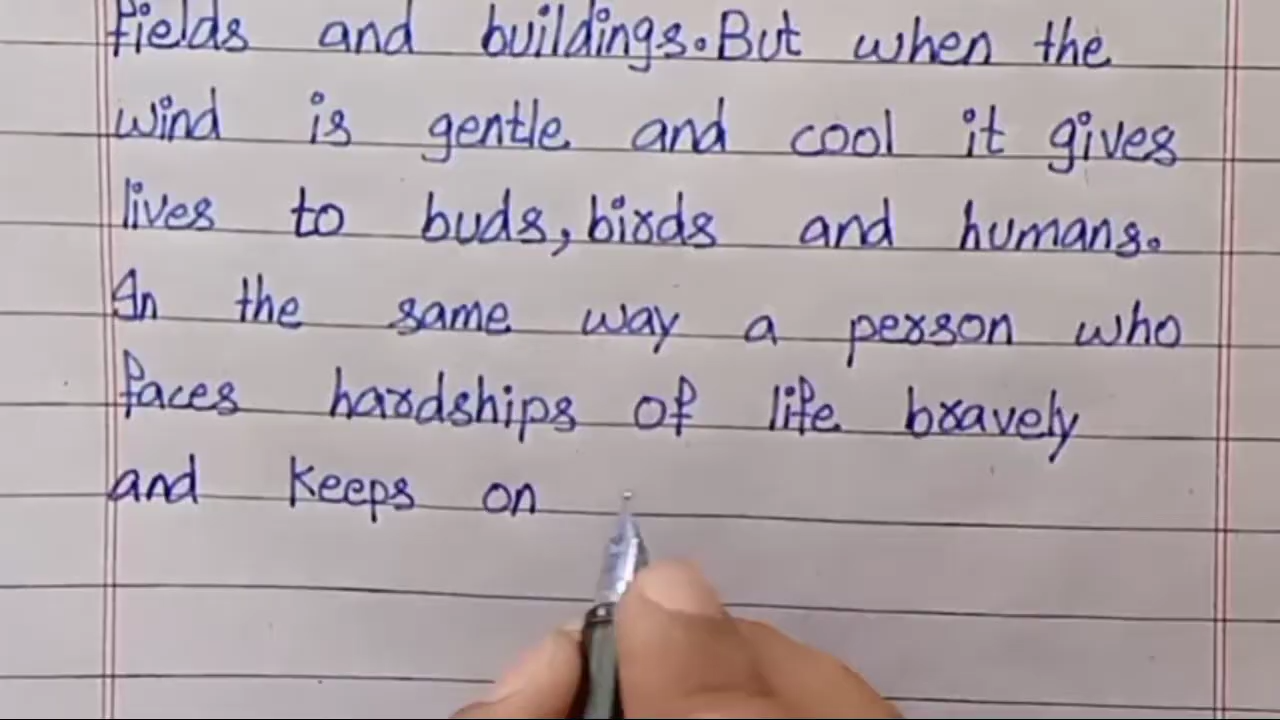 fields and buildings.But when the
wind is gentle and cool it gives
lives to buds,birds and humans.
In the same way a person who
faces hardships of life bravely
and keeps on